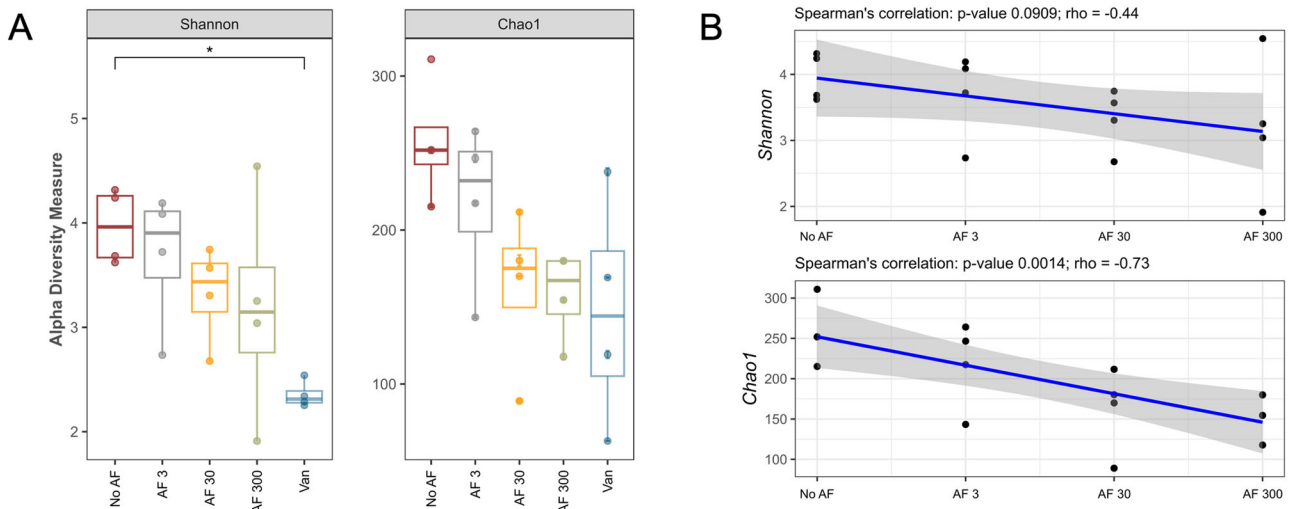 A
Shannon
Chao1
*
Alpha Diversity Measure
5
4
3
2
300
200
100
No AF
AF 3
AF 30
AF 300
Van
No AF
AF 3
AF 30
AF 300
Van
B
Spearman's correlation: p-value 0.0909; rho = -0.44
Shannon
4
3
2
No AF
AF 3
AF 30
AF 300
Spearman's correlation: p-value 0.0014; rho = -0.73
Chao1
300
250
200
150
100
No AF
AF 3
AF 30
AF 300